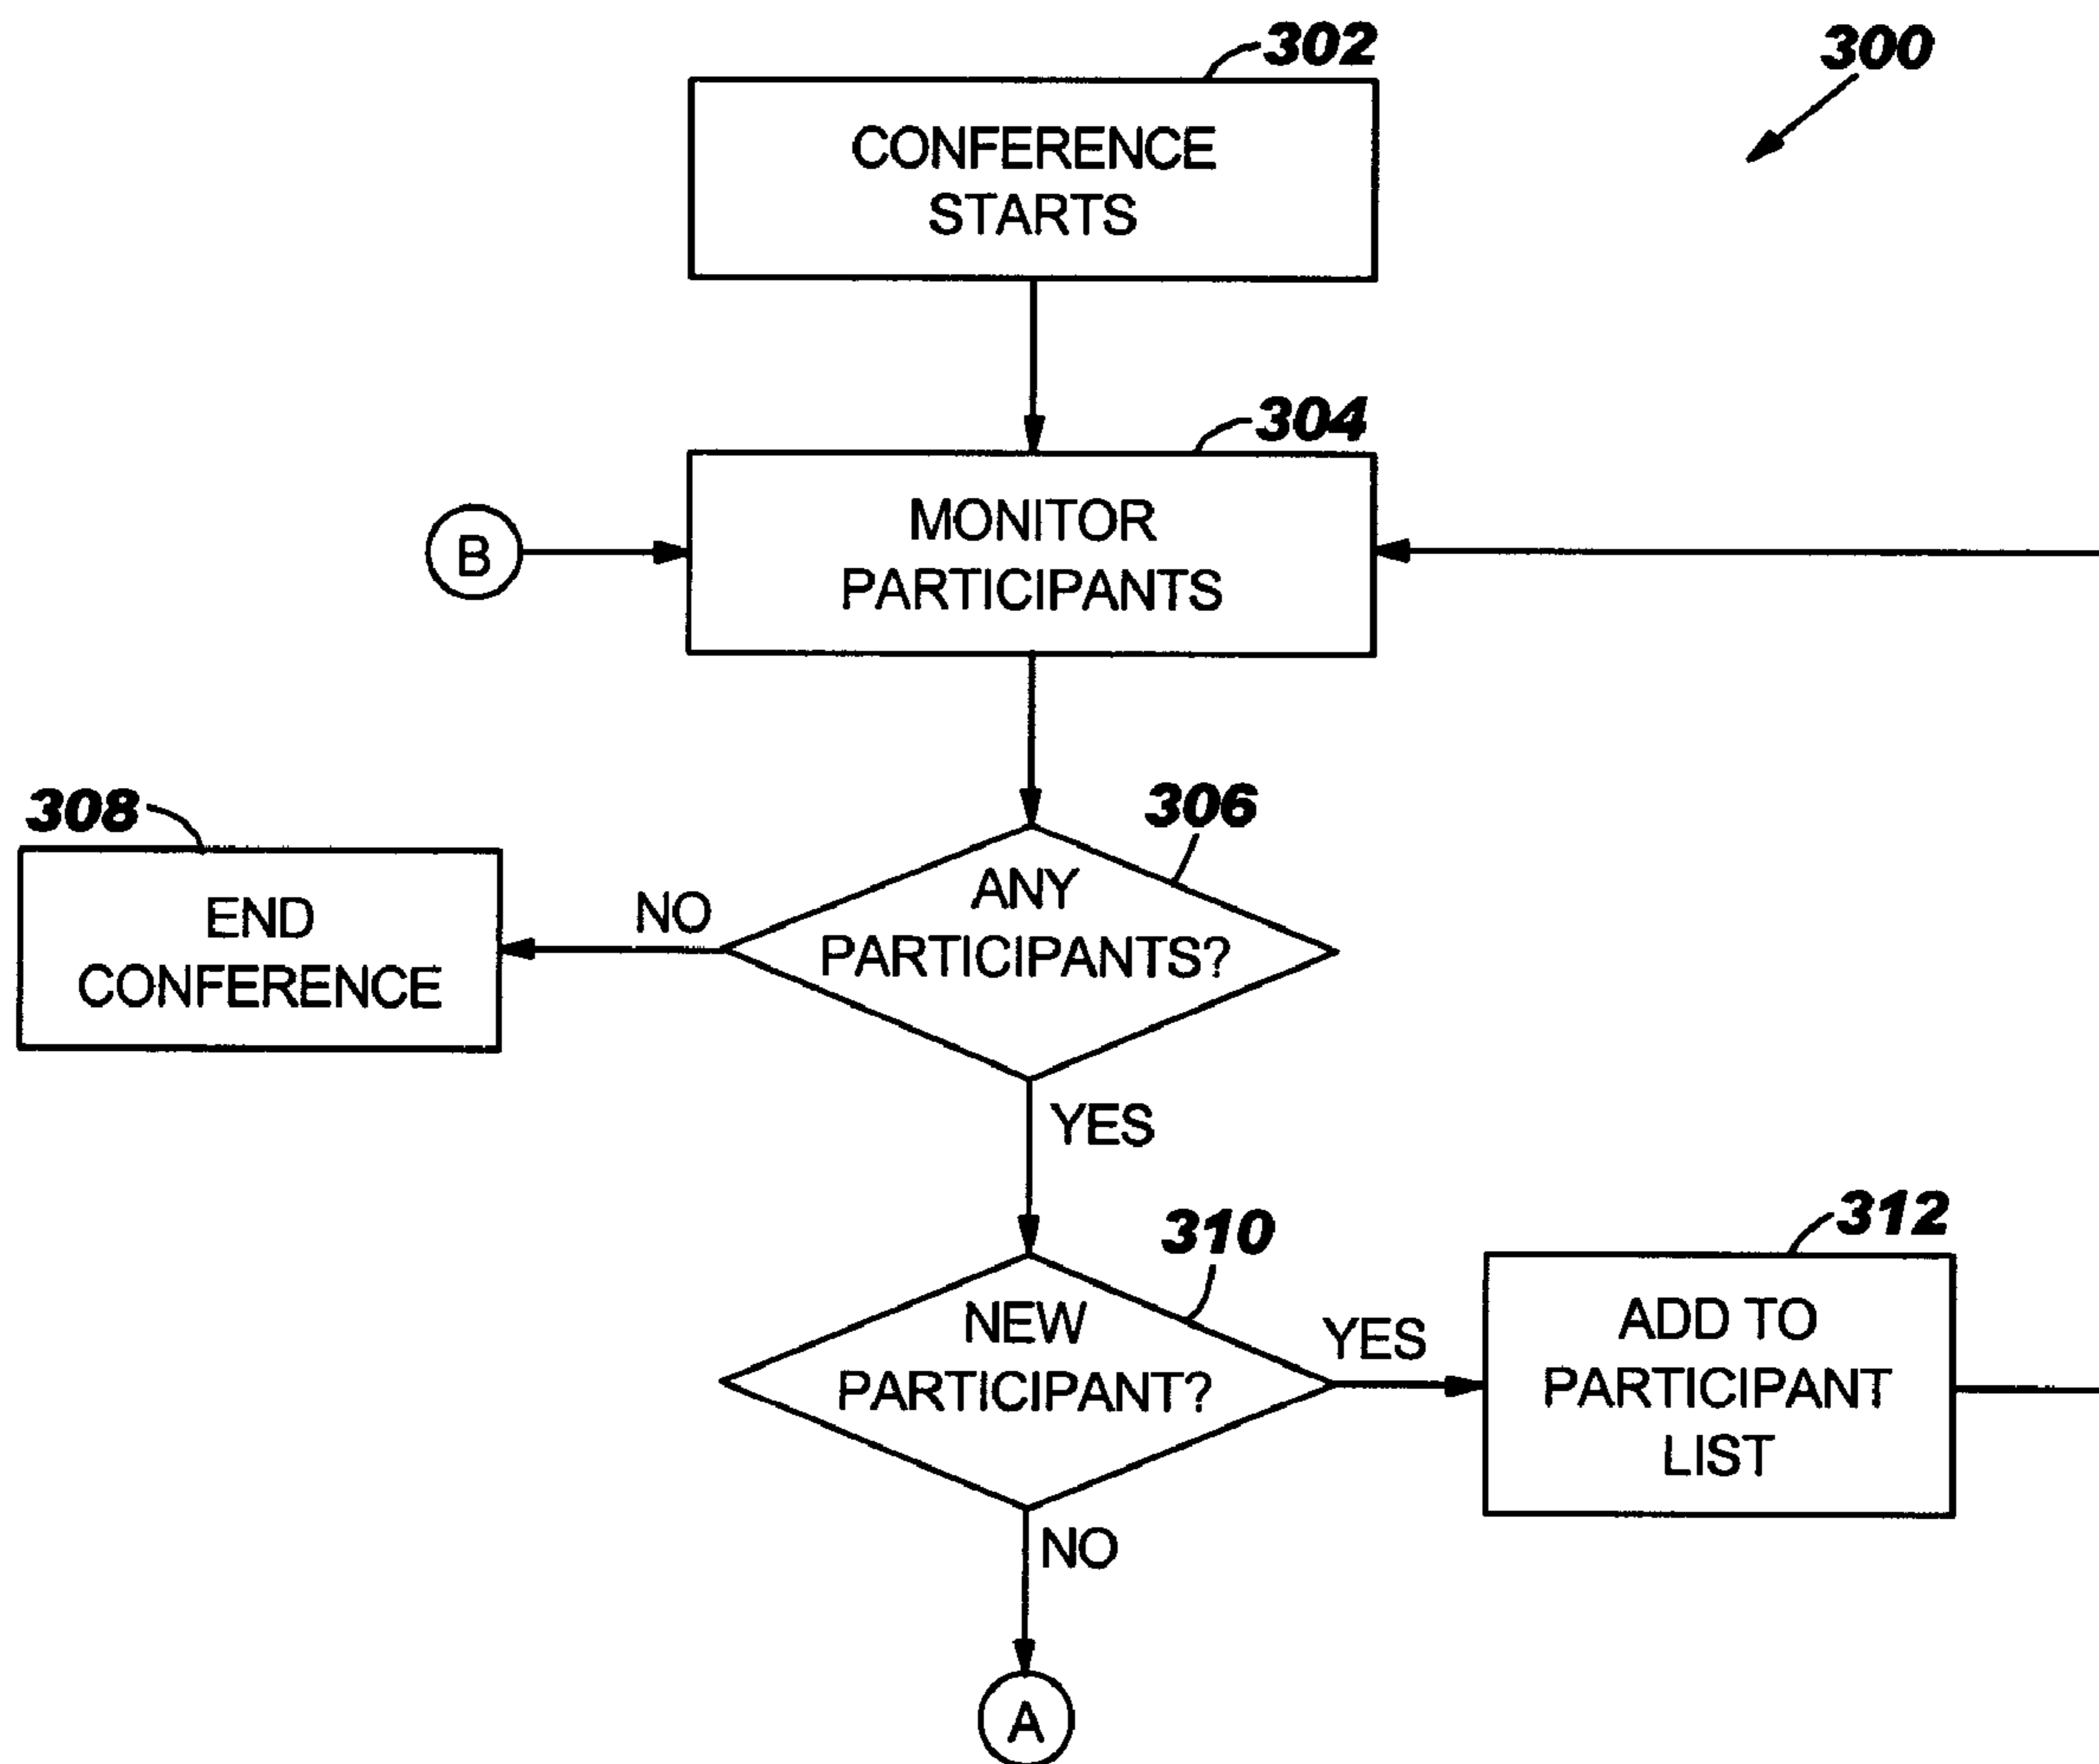 302
300
CONFERENCE
STARTS
304
MONITOR
PARTICIPANTS
B
308
306
END
CONFERENCE
NO
ANY
PARTICIPANTS?
YES
310
312
NEW
PARTICIPANT?
YES
ADD TO
PARTICIPANT
LIST
NO
A